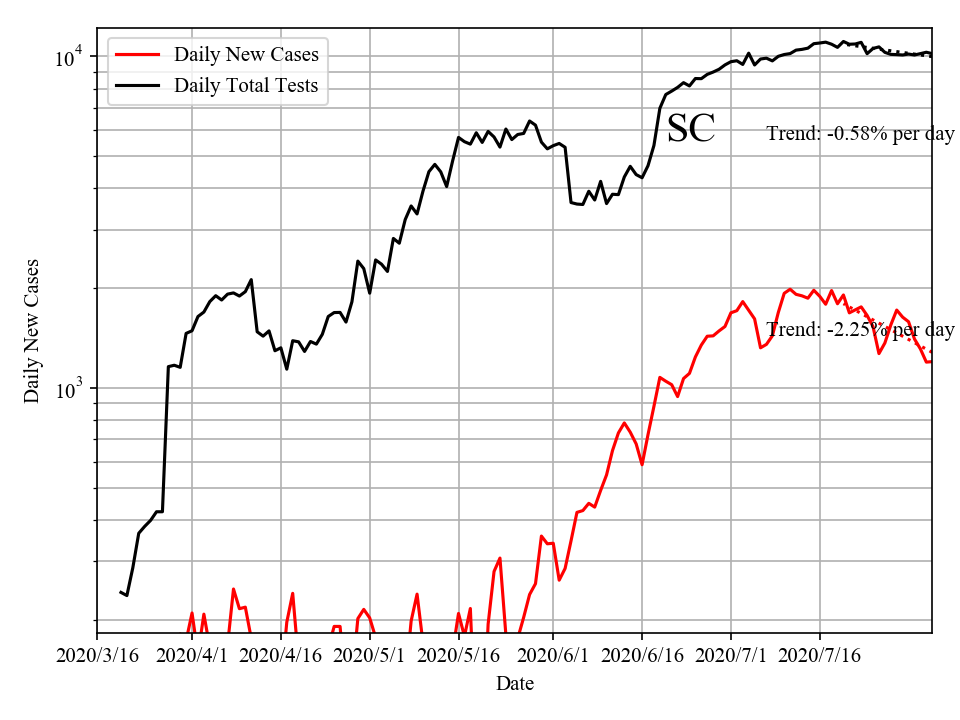 Daily New Cases
Daily Total Tests
10^4
SC
Trend: -0.58% per day
Daily New Cases
Trend: -2.25% per day
10^3
2020/3/16 2020/4/1 2020/4/16 2020/5/1 2020/5/16 2020/6/1 2020/6/16 2020/7/1 2020/7/16
Date